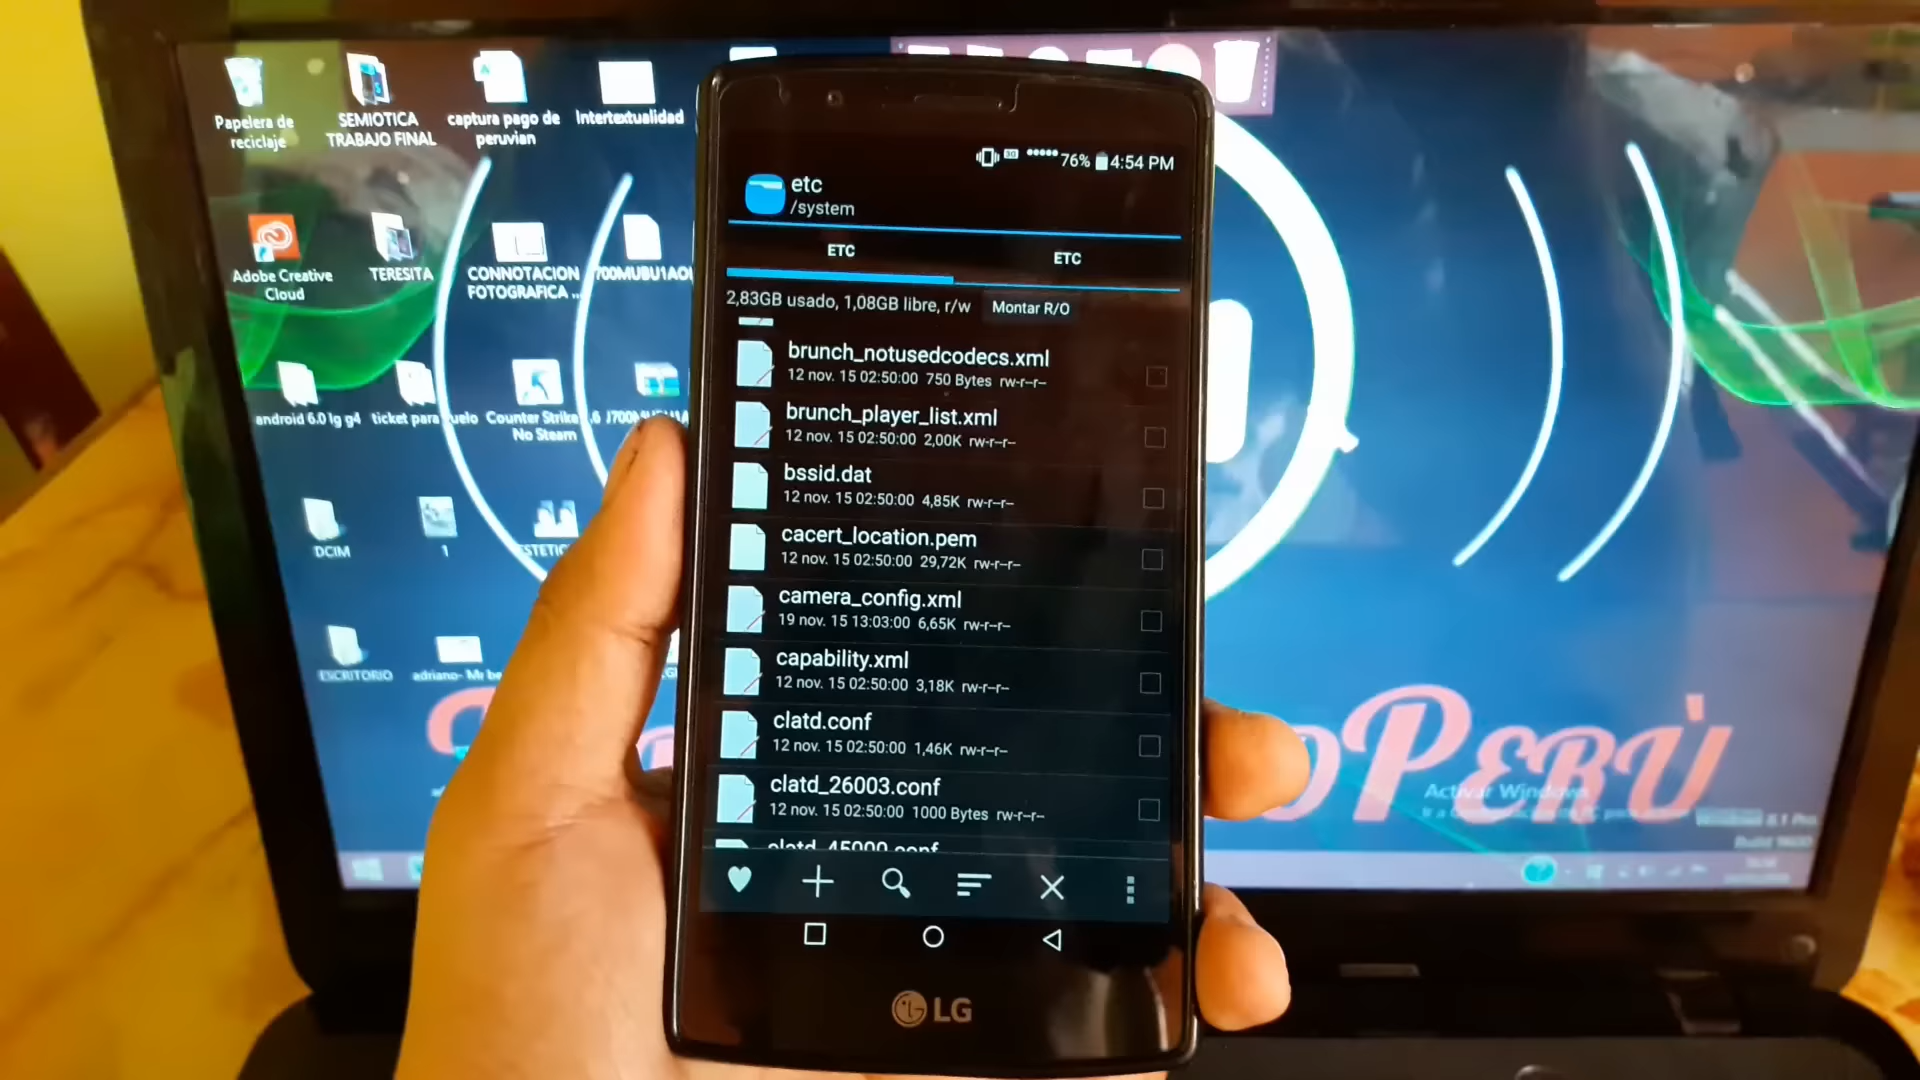 Papelera de
reciclaje
SEMIOTICA
TRABAJO FINAL
captura pago de
peruvian
Intertextualidad
Adobe Creative
Cloud
TERESITA
CONNOTACION
FOTOGRAFICA ...
android 6.0 lg g4
ticket para
Counter Strike
No Steam
DCIM
1
ESCRITORIO
76% 4:54 PM
etc
/system
ETC
ETC
2,83GB usado, 1,08GB libre, r/w
Montar R/O
brunch_notusedcodecs.xml
12 nov. 15 02:50:00 750 Bytes rw-r--r--
brunch_player_list.xml
12 nov. 15 02:50:00 2,00K rw-r--r--
bssid.dat
12 nov. 15 02:50:00 4,85K rw-r--r--
cacert_location.pem
12 nov. 15 02:50:00 29,72K rw-r--r--
camera_config.xml
19 nov. 15 13:03:00 6,65K rw-r--r--
capability.xml
12 nov. 15 02:50:00 3,18K rw-r--r--
clatd.conf
12 nov. 15 02:50:00 1,46K rw-r--r--
clatd_26003.conf
12 nov. 15 02:50:00 1000 Bytes rw-r--r--
LG
PERÙ
Activar Windows